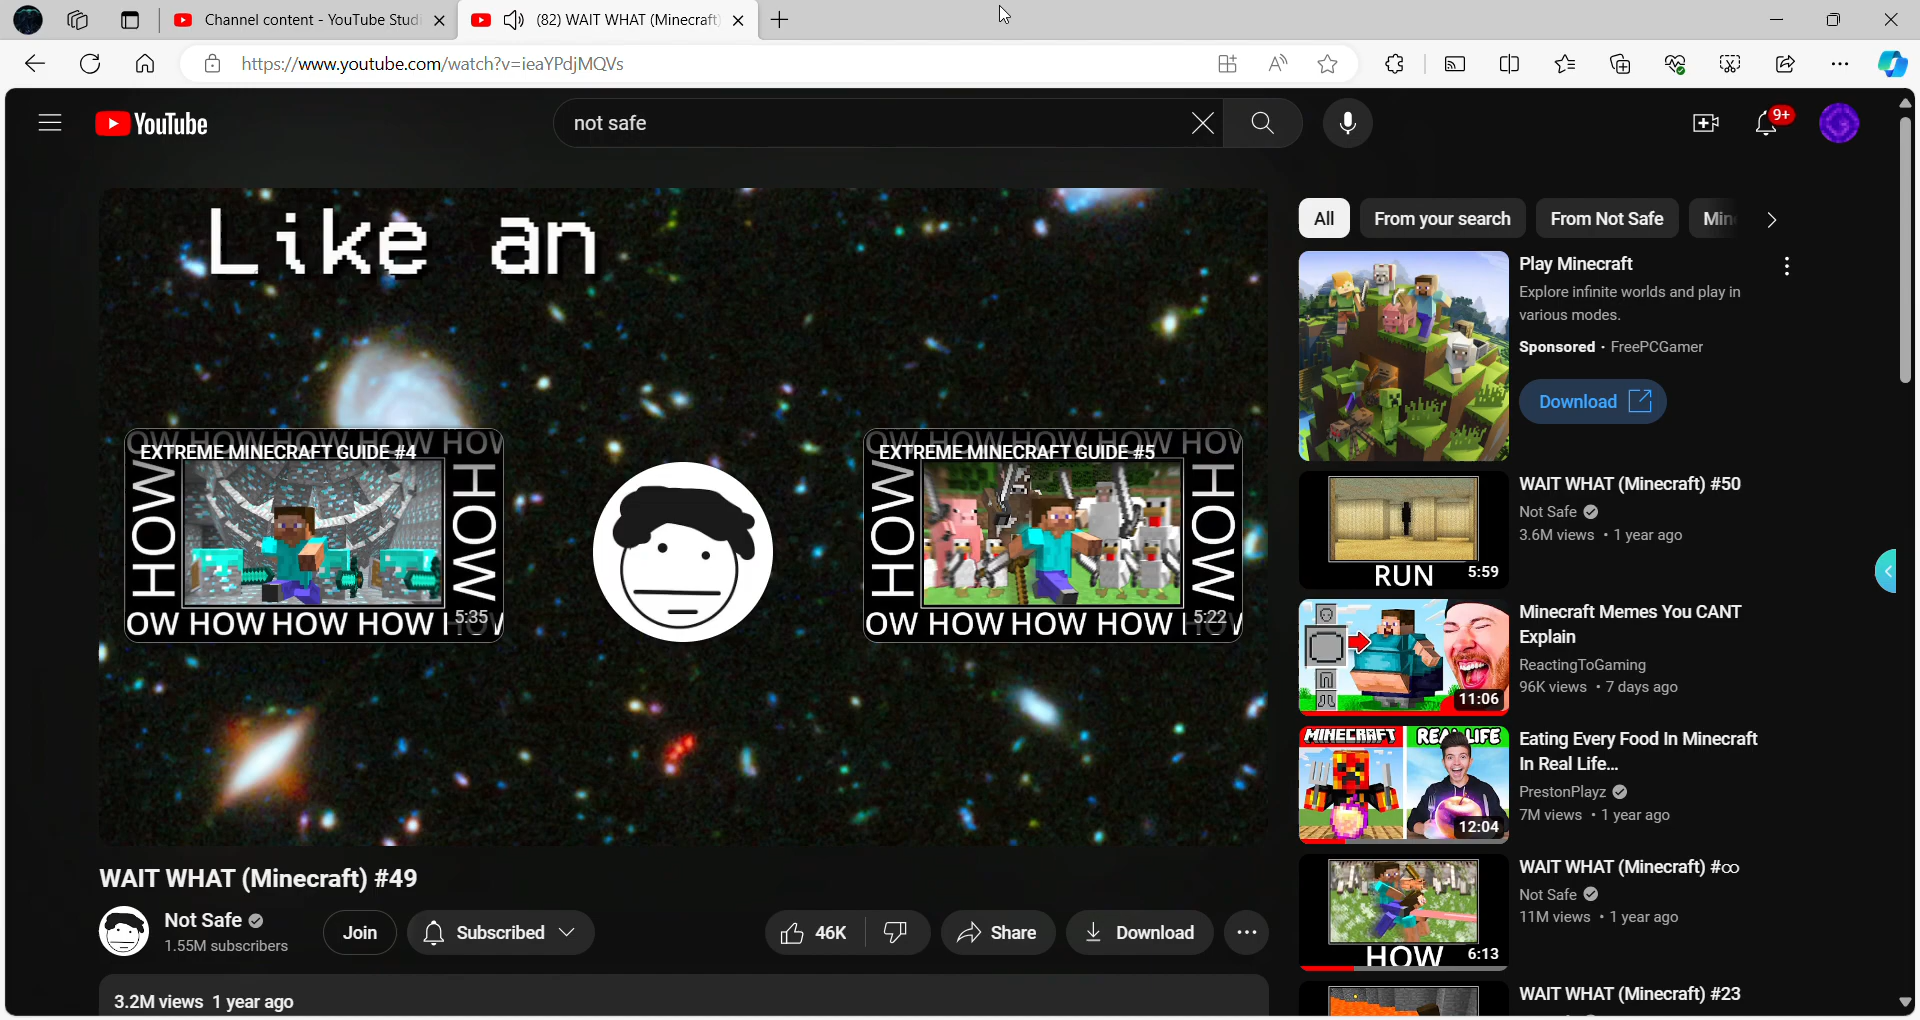 Channel content - YouTube Studi
(82) WAIT WHAT (Minecraft
https://www.youtube.com/watch?v=ieaYPdjMQVs
YouTube
not safe
9+
Like an
EXTREME MINECRAFT GUIDE #4
HOW
HOW
OW HOW HOW HOW
5:35
EXTREME MINECRAFT GUIDE #5
HOW
HOW
OW HOW HOW HOW
5:22
WAIT WHAT (Minecraft) #49
Not Safe
1.55M subscribers
Join
Subscribed
46K
Share
Download
3.2M views 1 year ago
All
From your search
From Not Safe
Min
Play Minecraft
Explore infinite worlds and play in
various modes.
Sponsored · FreePCGamer
Download
RUN
5:59
WAIT WHAT (Minecraft) #50
Not Safe
3.6M views • 1 year ago
11:06
Minecraft Memes You CANT
Explain
ReactingToGaming
96K views • 7 days ago
MINECRAFT
REAL LIFE
12:04
Eating Every Food In Minecraft
In Real Life...
PrestonPlayz
7M views • 1 year ago
HOW
6:13
WAIT WHAT (Minecraft) #∞
Not Safe
11M views • 1 year ago
WAIT WHAT (Minecraft) #23